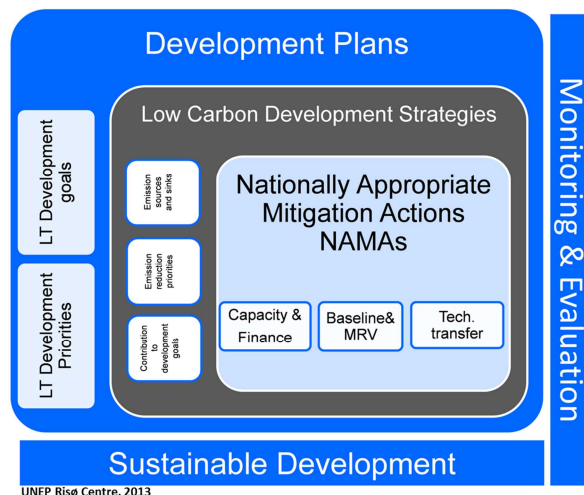 Development Plans
Low Carbon Development Strategies
LT Development
goals
LT Development
Priorities
Emission
sources
and sinks
Emission
reduction
priorities
Contribution
to
development
goals
Nationally Appropriate
Mitigation Actions
NAMAs
Capacity &
Finance
Baseline&
MRV
Tech.
transfer
Monitoring & Evaluation
Sustainable Development
UNEP Risø Centre, 2013